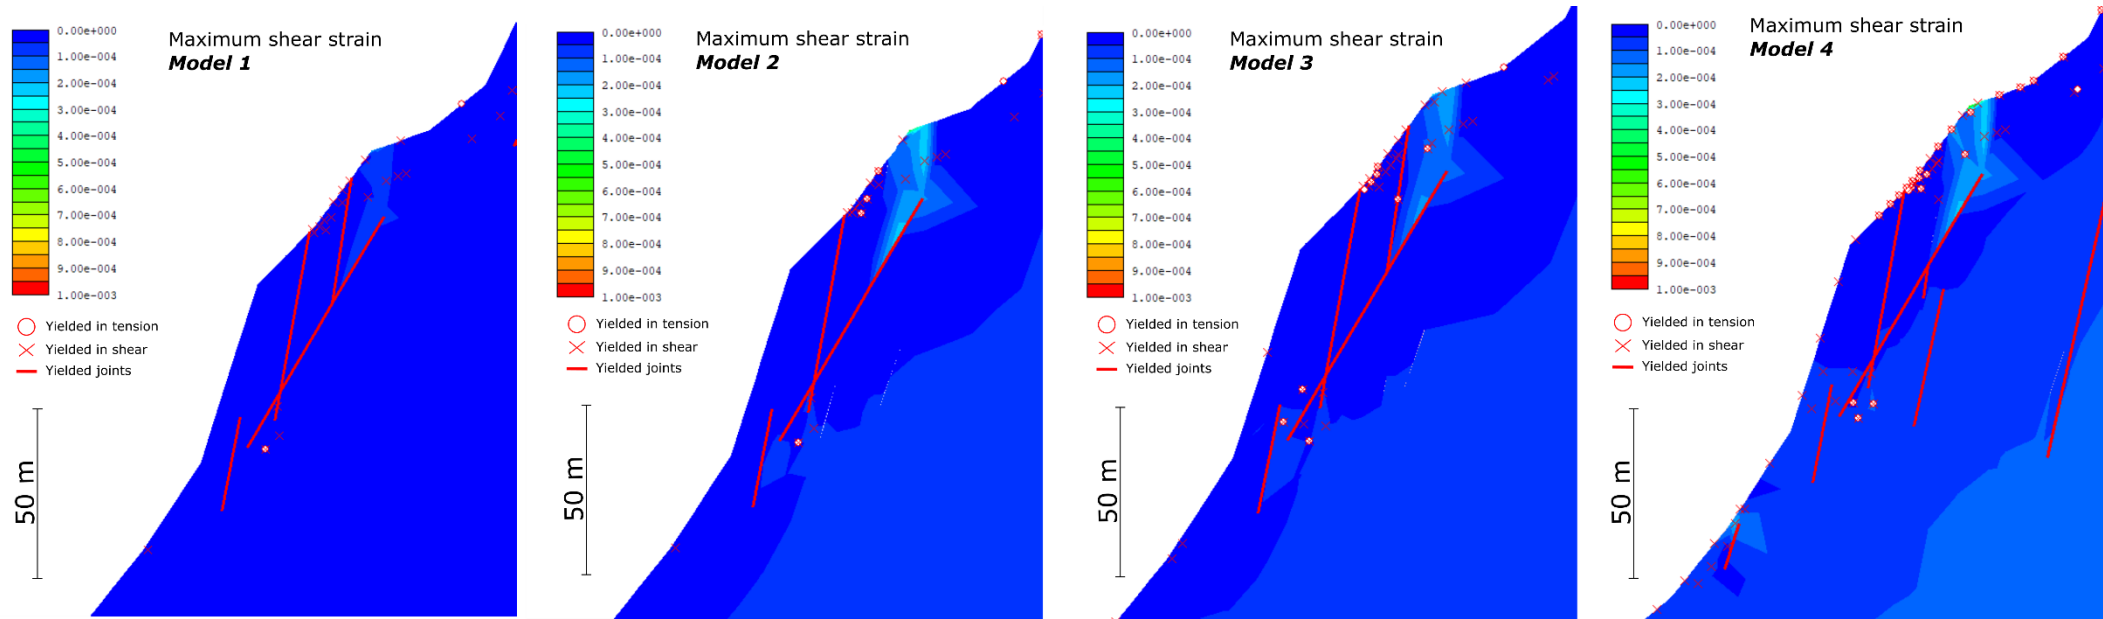 Maximum shear strain
Model 1
0.00e+000
1.00e-004
2.00e-004
3.00e-004
4.00e-004
5.00e-004
6.00e-004
7.00e-004
8.00e-004
9.00e-004
1.00e-003
Yielded in tension
Yielded in shear
Yielded joints
50 m
Maximum shear strain
Model 2
0.00e+000
1.00e-004
2.00e-004
3.00e-004
4.00e-004
5.00e-004
6.00e-004
7.00e-004
8.00e-004
9.00e-004
1.00e-003
Yielded in tension
Yielded in shear
Yielded joints
50 m
Maximum shear strain
Model 3
0.00e+000
1.00e-004
2.00e-004
3.00e-004
4.00e-004
5.00e-004
6.00e-004
7.00e-004
8.00e-004
9.00e-004
1.00e-003
Yielded in tension
Yielded in shear
Yielded joints
50 m
Maximum shear strain
Model 4
0.00e+000
1.00e-004
2.00e-004
3.00e-004
4.00e-004
5.00e-004
6.00e-004
7.00e-004
8.00e-004
9.00e-004
1.00e-003
Yielded in tension
Yielded in shear
Yielded joints
50 m